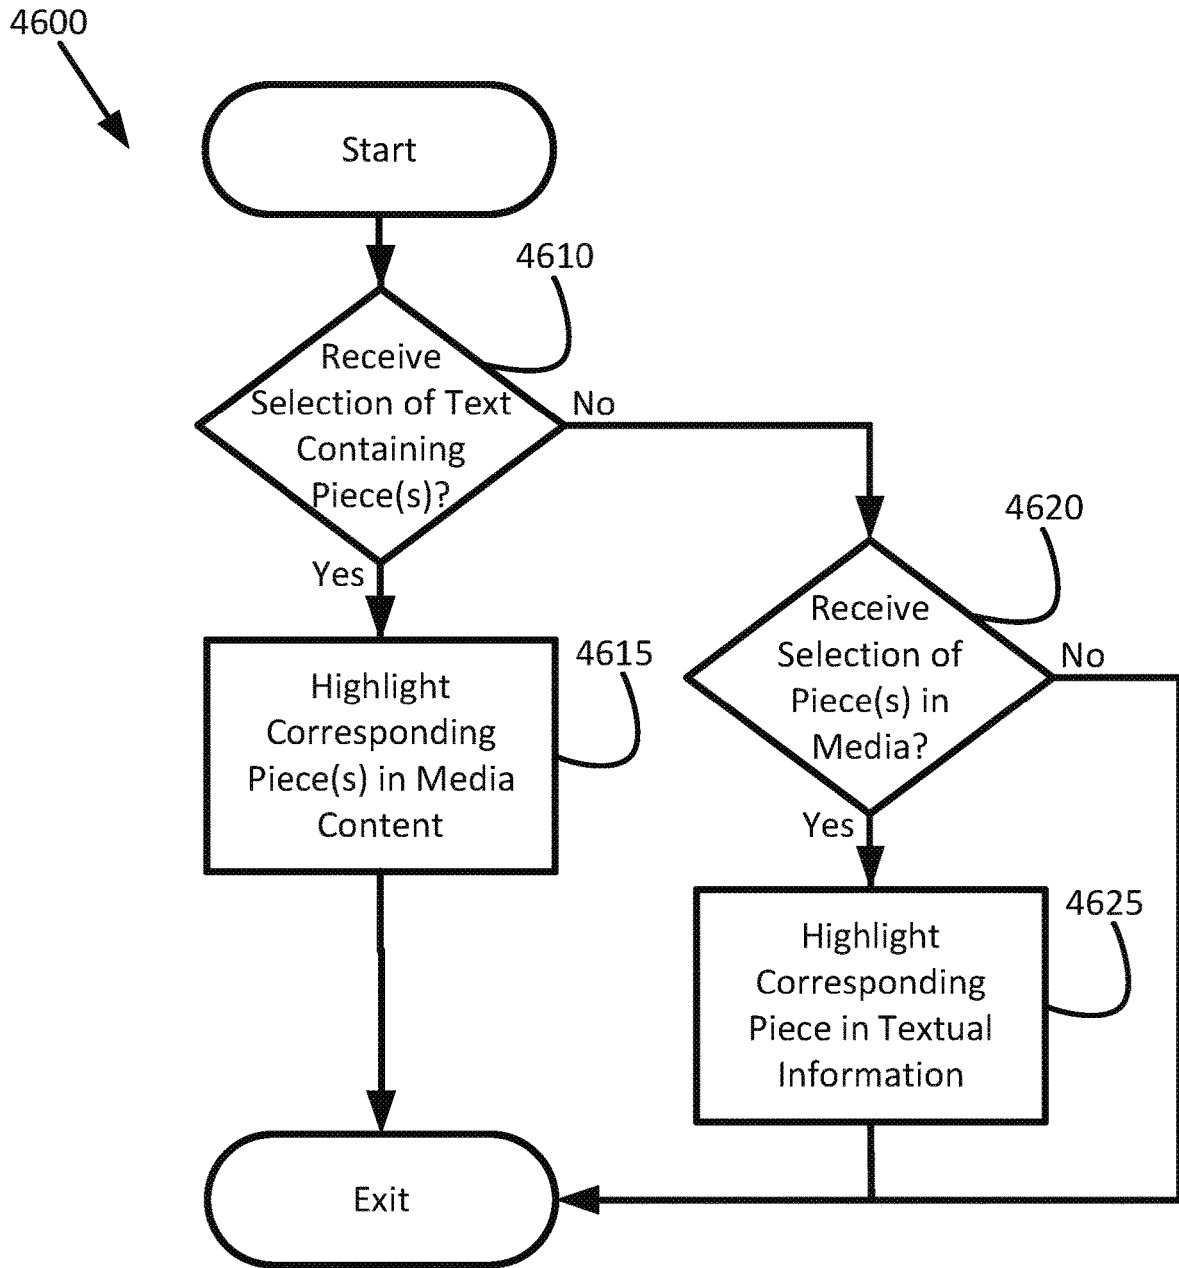 4600
Start
4610
Receive
Selection of Text
Containing
Piece(s)?
No
Yes
4615
Highlight
Corresponding
Piece(s) in Media
Content
4620
Receive
Selection of
Piece(s) in
Media?
No
Yes
4625
Highlight
Corresponding
Piece in Textual
Information
Exit